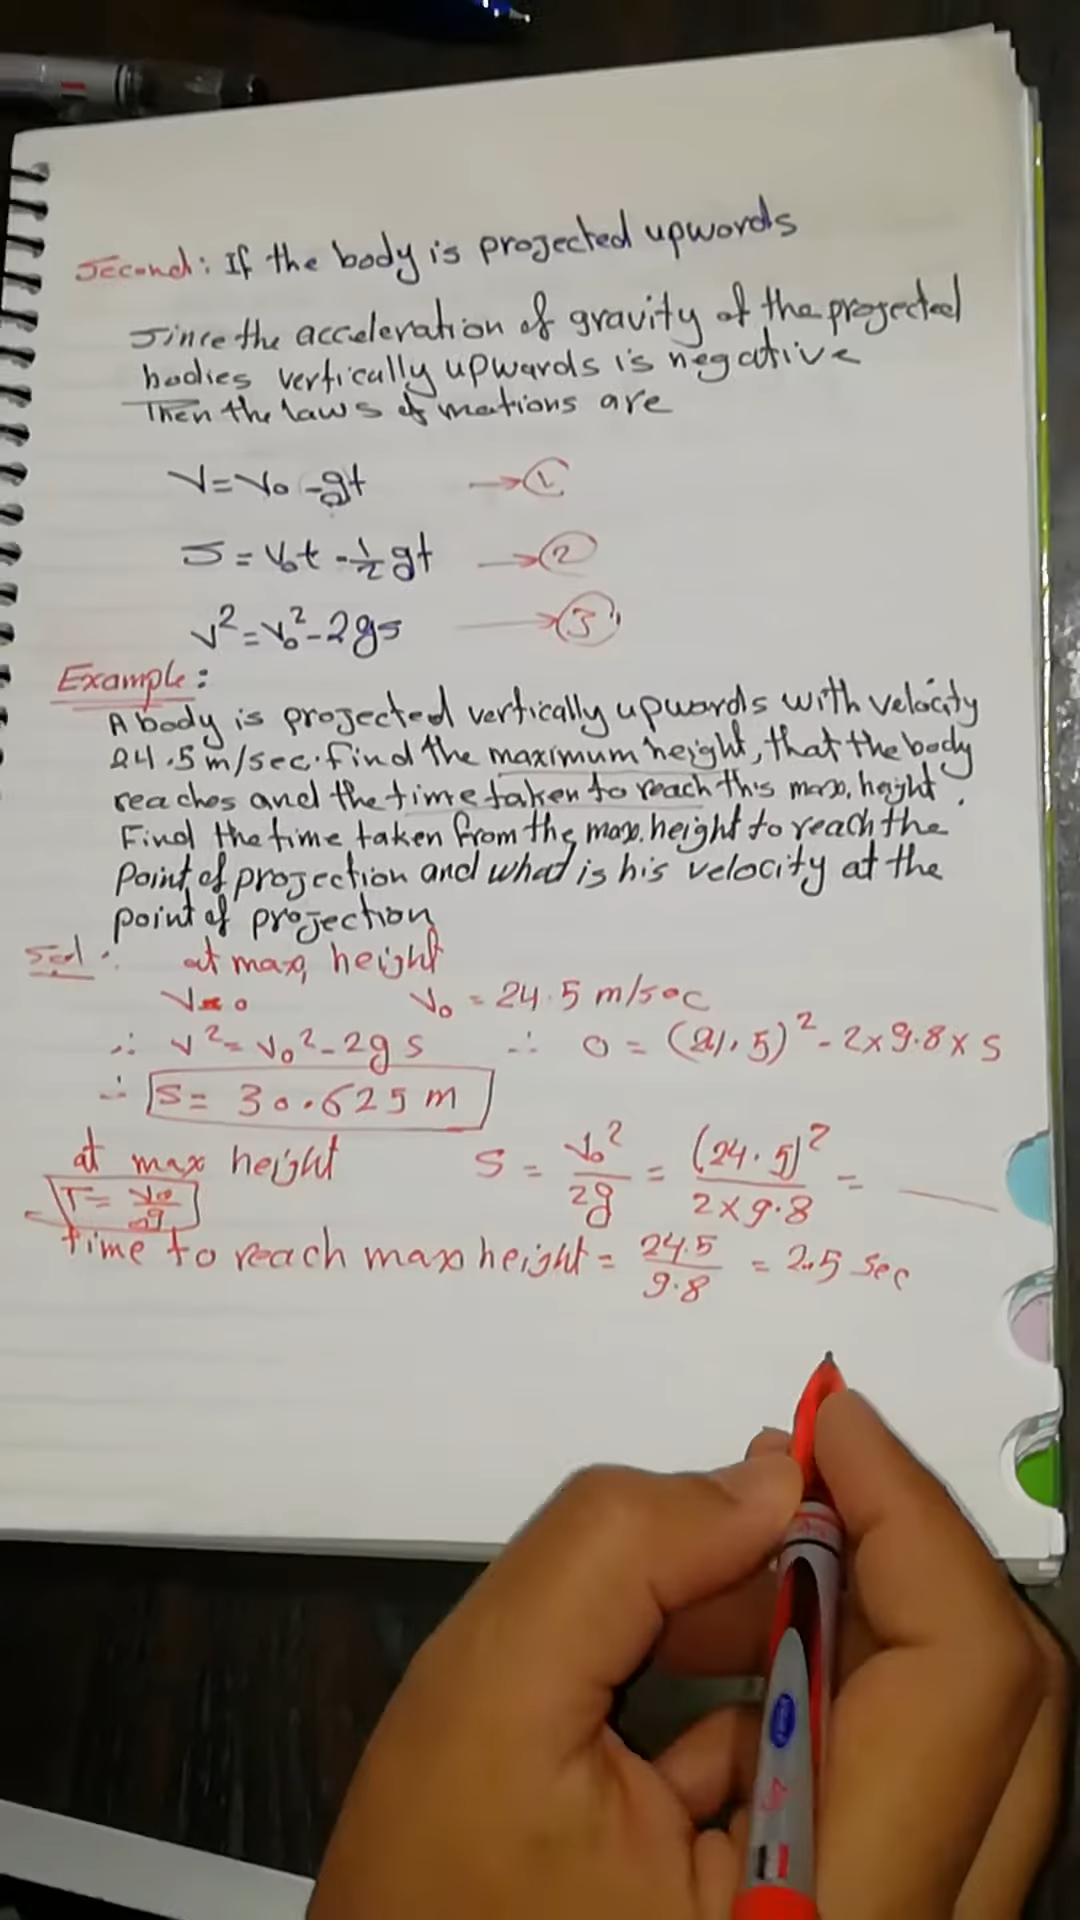 Second: If the body is projected upwords
Since the acceleration of gravity of the projected
bodies vertically upwards is negative
Then the laws of motions are
V=V₀ -gt → 1
S = V₀t - 1/2 gt → 2
V² = V₀² - 2gs → 3
Example:
A body is projected vertically upwards with velocity
24.5 m/sec. find the maximum height, that the body
reaches and the time taken to reach this max. height.
Find the time taken from the max. height to reach the
point of projection and what is his velocity at the
point of projection
Sol: at max, height
V = 0 V₀ = 24.5 m/sec
∴ V² = V₀² - 2gs ∴ 0 = (24.5)² - 2×9.8×S
∴ S = 30.625 m
at max height S = V₀²/2g = (24.5)²/2×9.8 =
T = V₀/g
time to reach max height = 24.5/9.8 = 2.5 sec